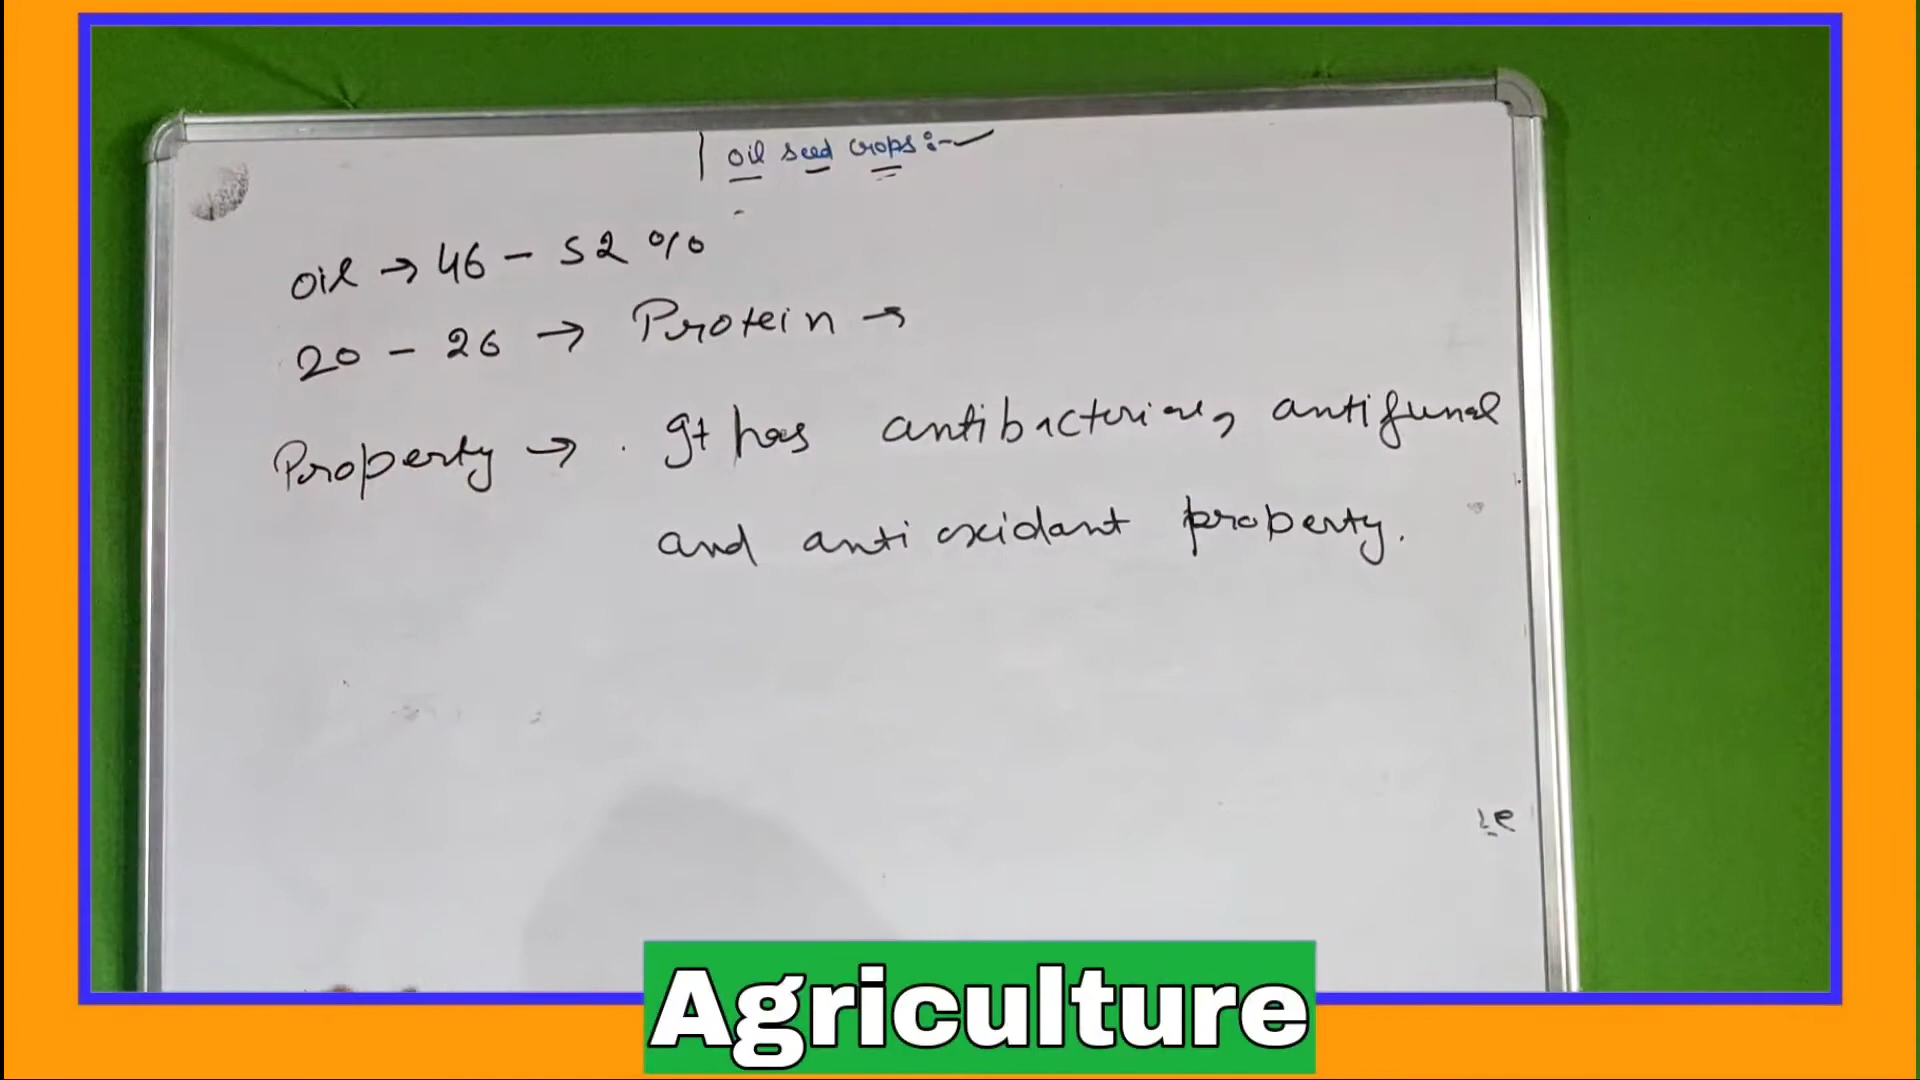 oil seed crops :-
oil → 46 - 52 %
20 - 26 → Protein →
Property → . It has antibacterial, antifunal
and anti oxidant property.
Agriculture